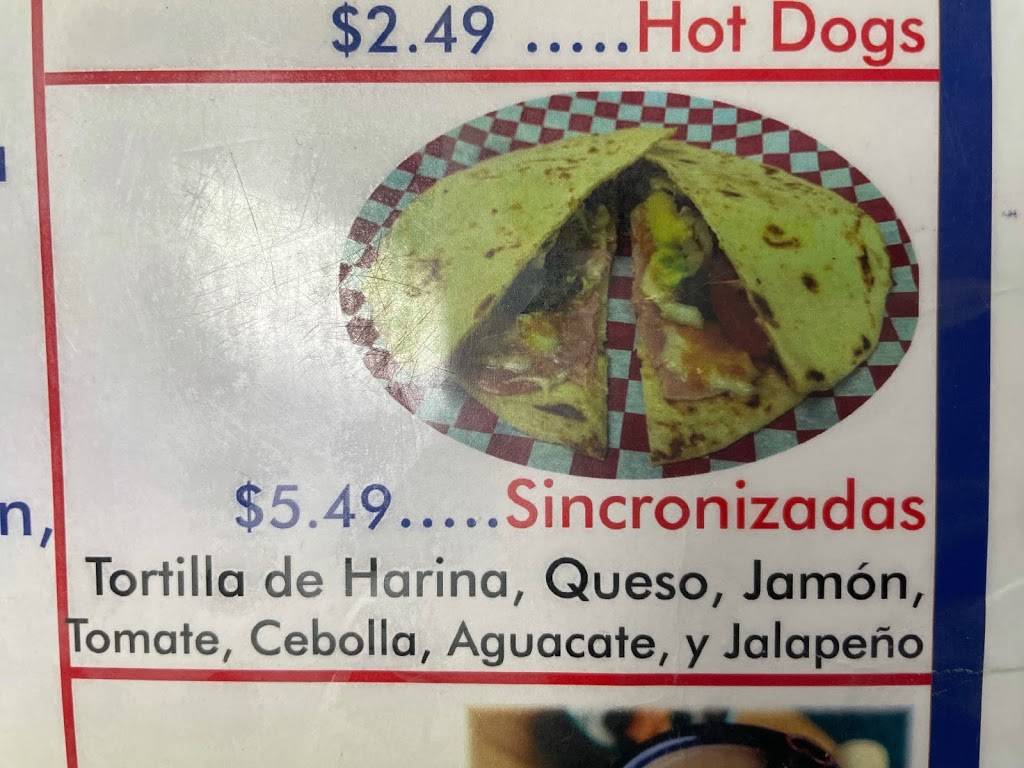 $2.49 .....Hot Dogs
n,
$5.49.....Sincronizadas
Tortilla de Harina, Queso, Jamón,
Tomate, Cebolla, Aguacate, y Jalapeño